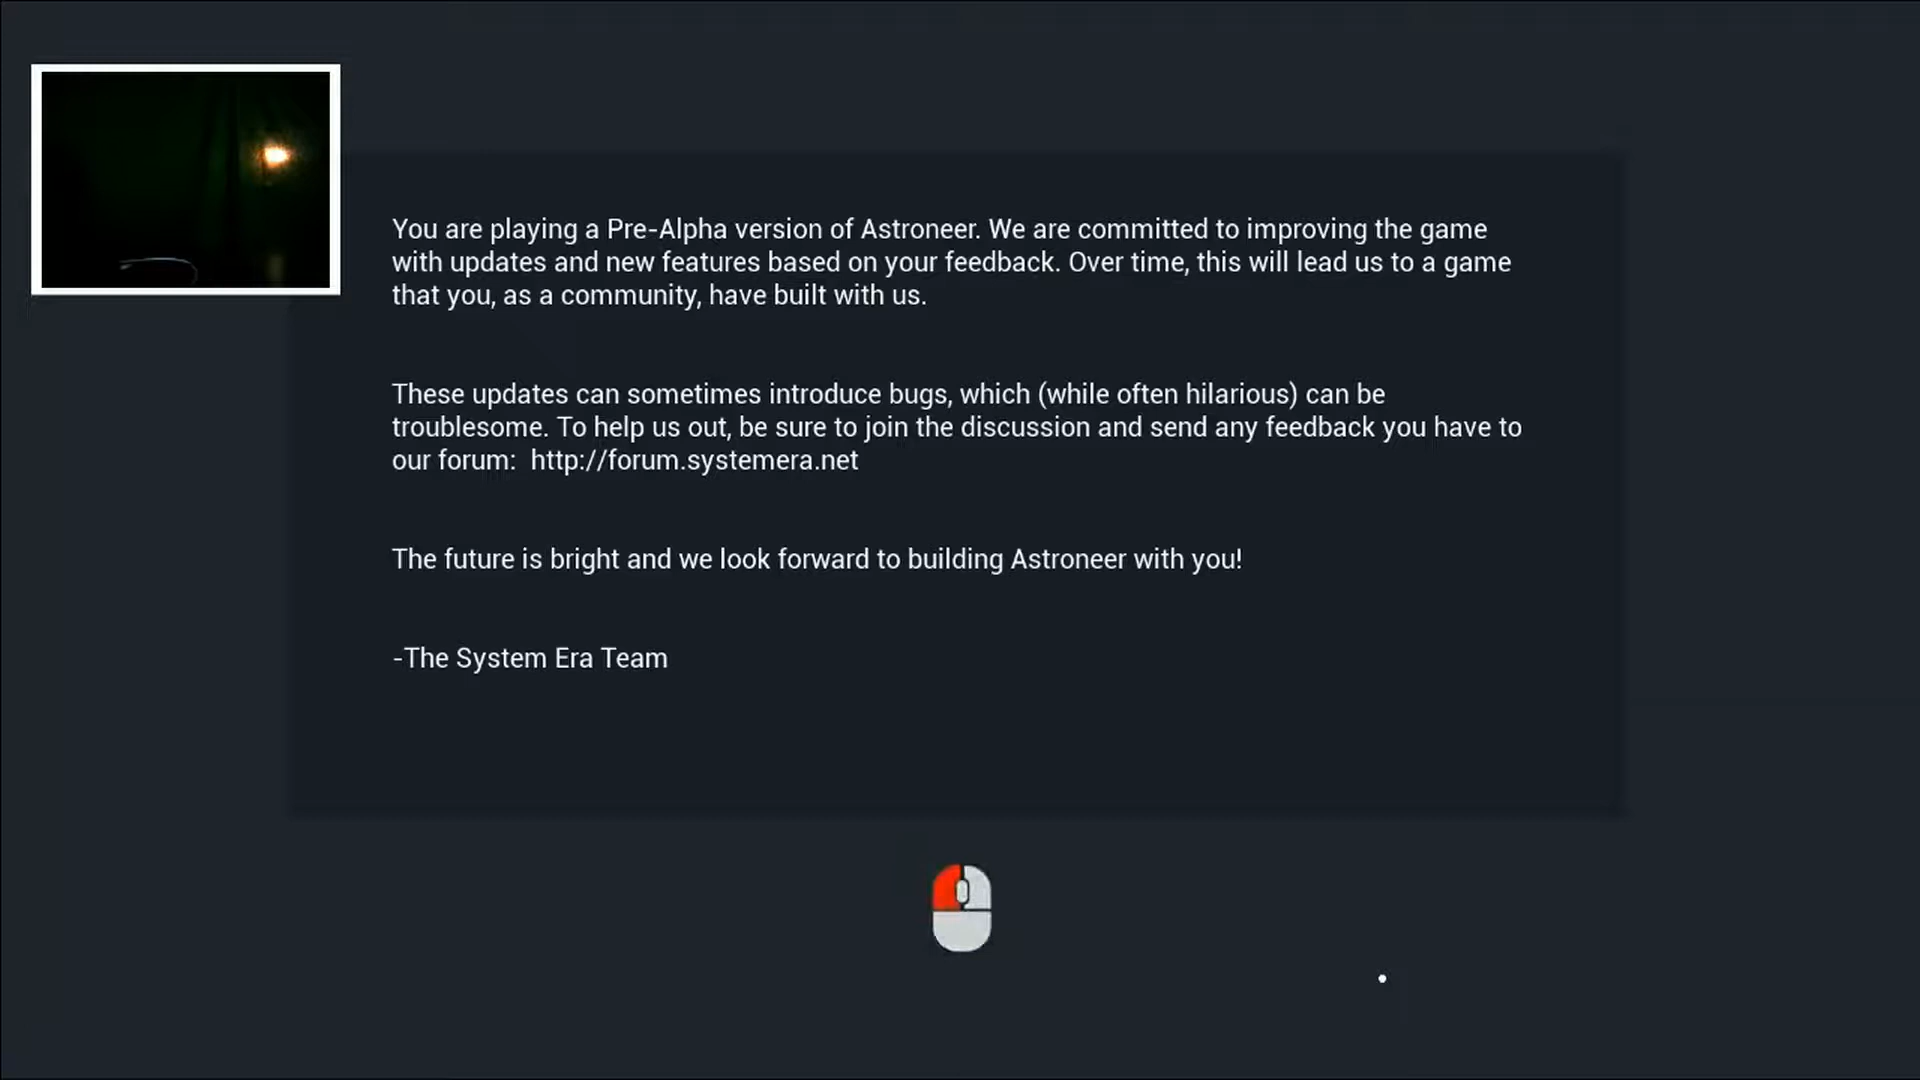 You are playing a Pre-Alpha version of Astroneer. We are committed to improving the game
with updates and new features based on your feedback. Over time, this will lead us to a game
that you, as a community, have built with us.
These updates can sometimes introduce bugs, which (while often hilarious) can be
troublesome. To help us out, be sure to join the discussion and send any feedback you have to
our forum:  http://forum.systemera.net
The future is bright and we look forward to building Astroneer with you!
-The System Era Team